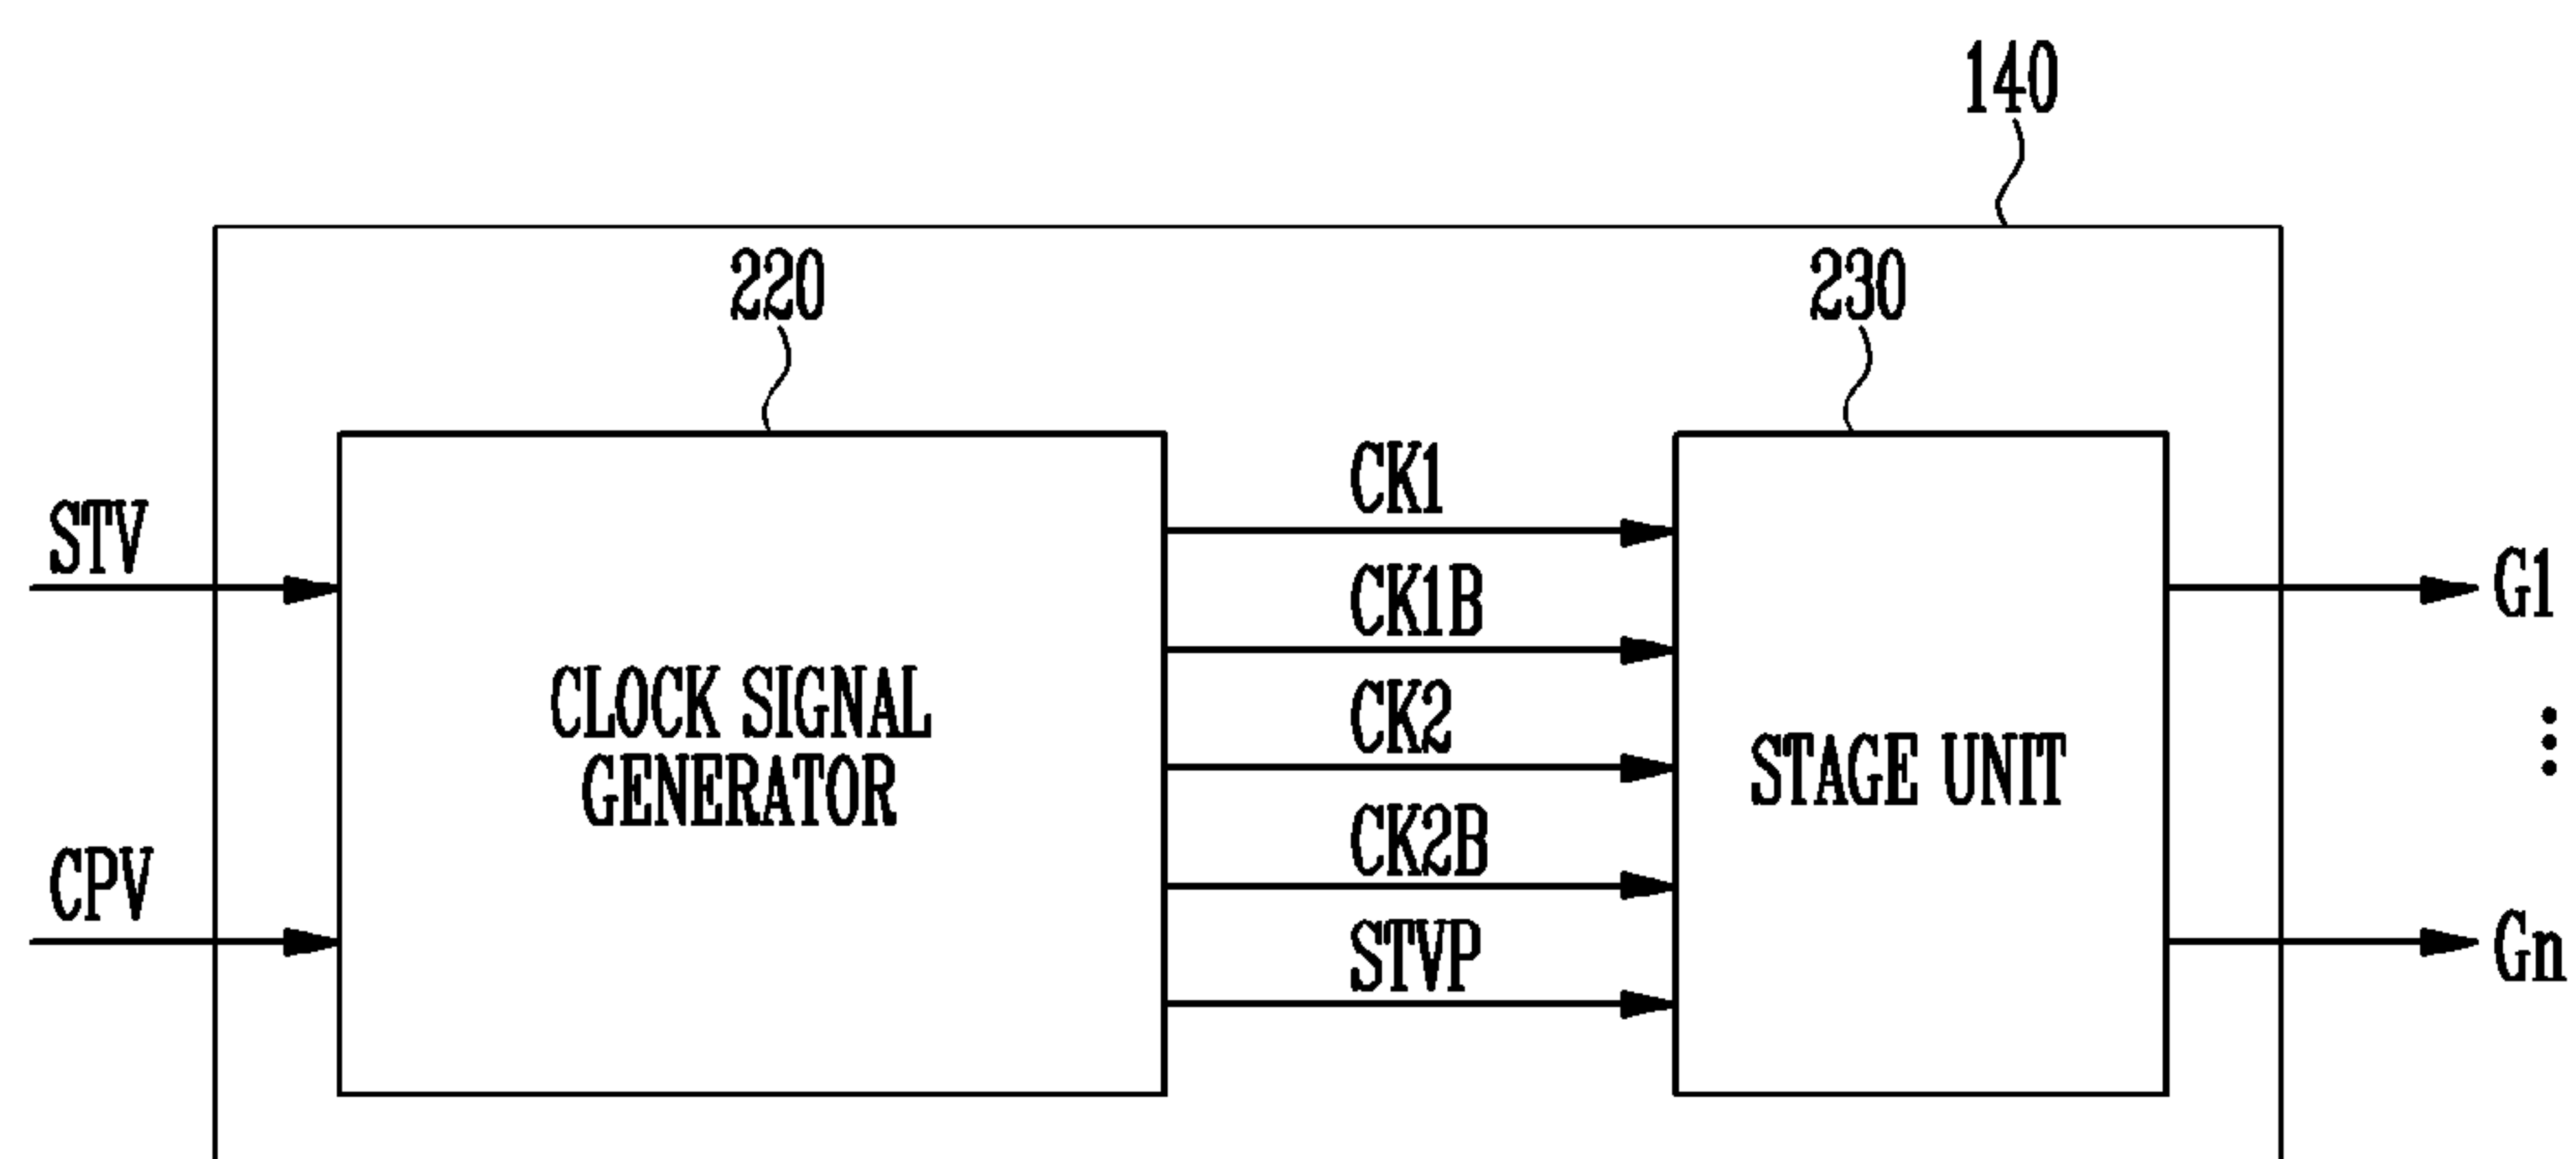 140
220
230
STV
CPV
CLOCK SIGNAL
GENERATOR
CK1
CK1B
CK2
CK2B
STVP
STAGE UNIT
G1
Gn